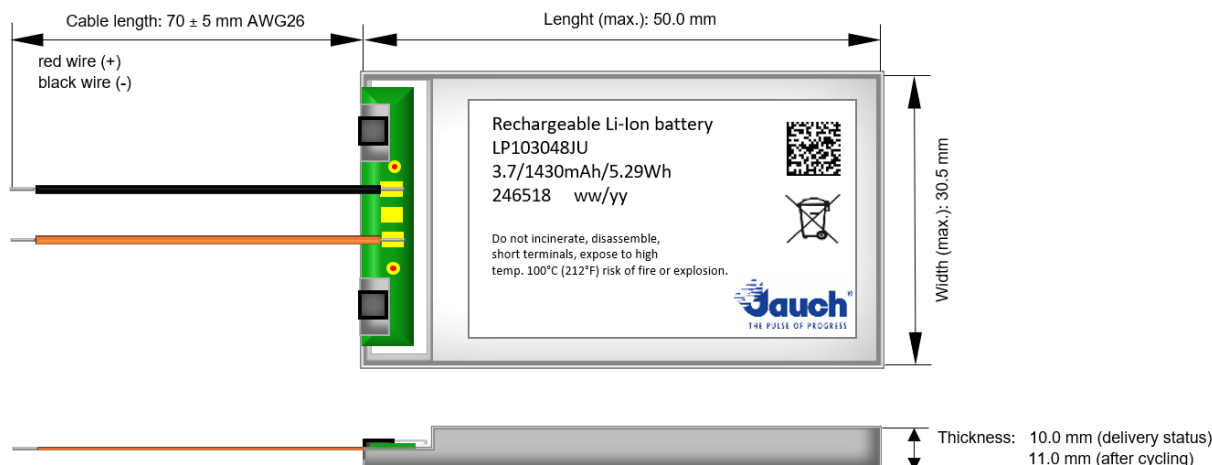 Cable length: 70 ± 5 mm AWG26
Lenght (max.): 50.0 mm
red wire (+)
black wire (-)
Rechargeable Li-Ion battery
LP103048JU
3.7/1430mAh/5.29Wh
246518 ww/yy
Do not incinerate, disassemble,
short terminals, expose to high
temp. 100°C (212°F) risk of fire or explosion.
Jauch®
THE PULSE OF PROGRESS
Width (max.): 30.5 mm
Thickness: 10.0 mm (delivery status)
11.0 mm (after cycling)